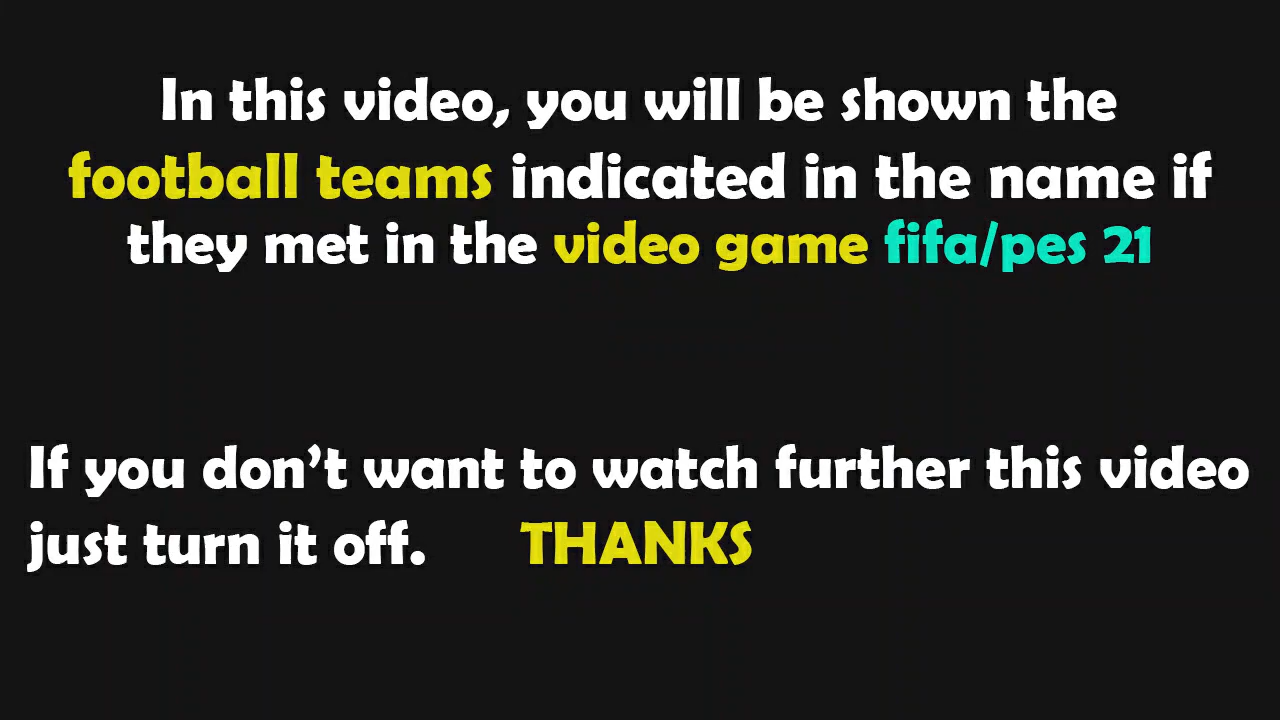 In this video, you will be shown the
football teams indicated in the name if
they met in the video game fifa/pes 21
If you don't want to watch further this video
just turn it off. THANKS